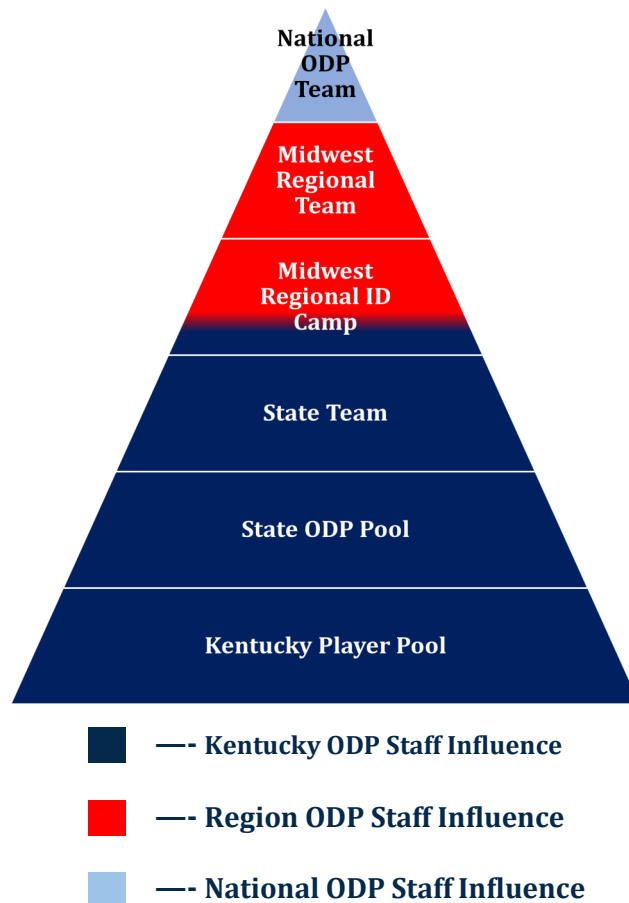 National
ODP
Team
Midwest
Regional
Team
Midwest
Regional ID
Camp
State Team
State ODP Pool
Kentucky Player Pool
—- Kentucky ODP Staff Influence
—- Region ODP Staff Influence
—- National ODP Staff Influence